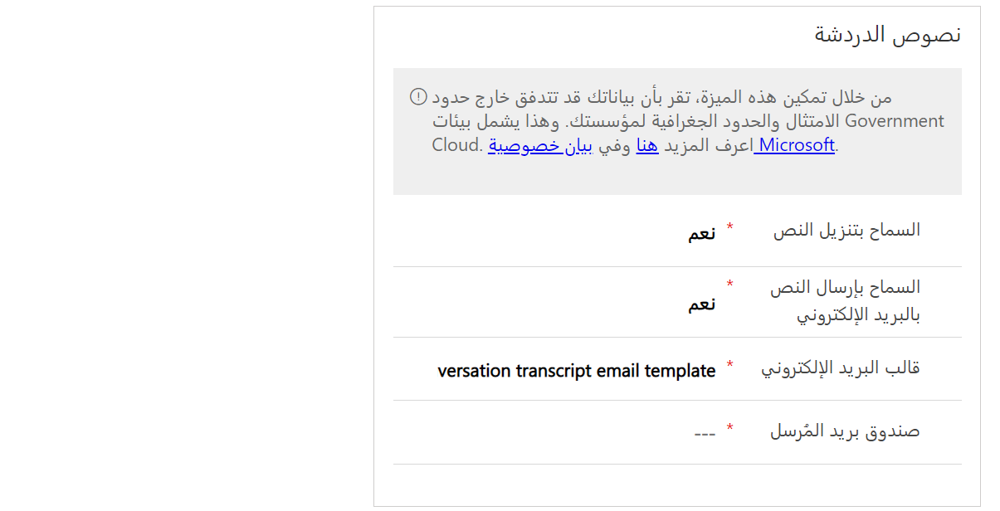 نصوص الدردشة
من خلال تمكين هذه الميزة، تقر بأن بياناتك قد تتدفق خارج حدود
الامتثال والحدود الجغرافية لمؤسستك. وهذا يشمل بيئات Government
Cloud. اعرف المزيد هنا وفي بيان خصوصية Microsoft.
السماح بتنزيل النص *
نعم
السماح بإرسال النص *
بالبريد الإلكتروني
نعم
قالب البريد الإلكتروني *
versation transcript email template
صندوق بريد المُرسل *
---